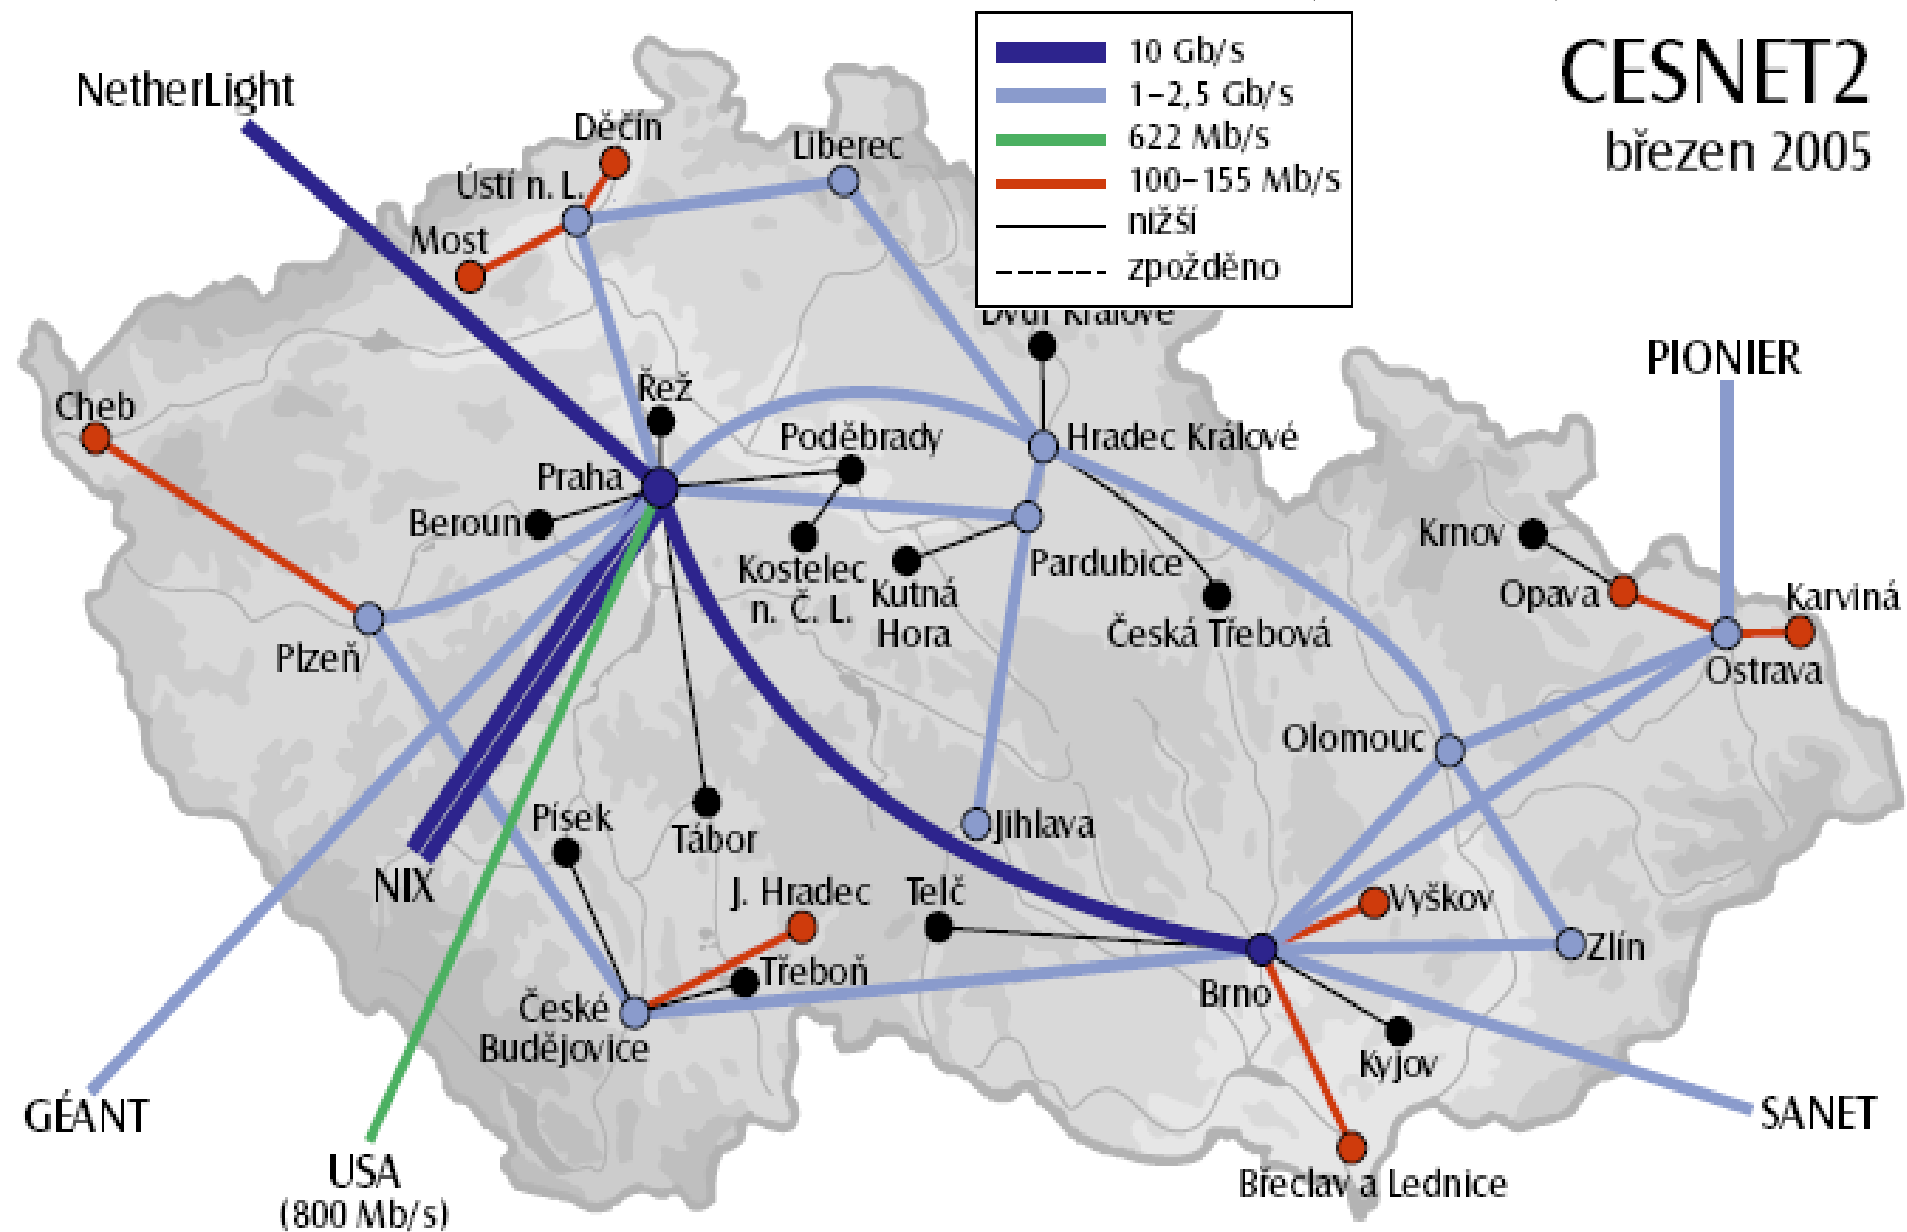 CESNET2
březen 2005
10 Gb/s
1–2,5 Gb/s
622 Mb/s
100–155 Mb/s
nižší
zpožděno
NetherLight
Děčín
Liberec
Ústí n. L.
Most
Dvůr Králové
PIONIER
Cheb
Řež
Poděbrady
Hradec Králové
Praha
Beroun
Krnov
Kostelec
n. Č. L.
Kutná
Hora
Pardubice
Česká Třebová
Opava
Karviná
Ostrava
Plzeň
Olomouc
Písek
Tábor
Jihlava
NIX
J. Hradec
Telč
Vyškov
Třeboň
Zlín
České
Budějovice
Brno
Kyjov
GÉANT
SANET
USA
(800 Mb/s)
Břeclav a Lednice